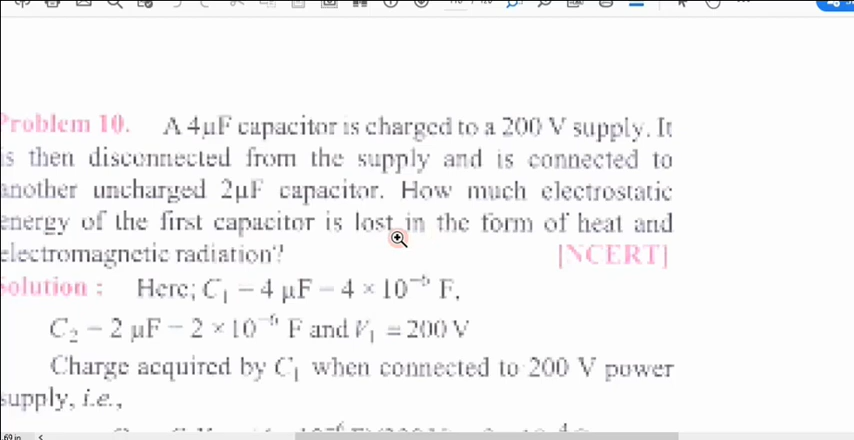 Problem 10. A 4μF capacitor is charged to a 200 V supply. It
is then disconnected from the supply and is connected to
another uncharged 2μF capacitor. How much electrostatic
energy of the first capacitor is lost in the form of heat and
electromagnetic radiation? [NCERT]
Solution : Here; C₁ = 4 μF = 4 × 10⁻⁶ F,
C₂ = 2 μF = 2 × 10⁻⁶ F and V₁ = 200 V
Charge acquired by C₁ when connected to 200 V power
supply, i.e.,